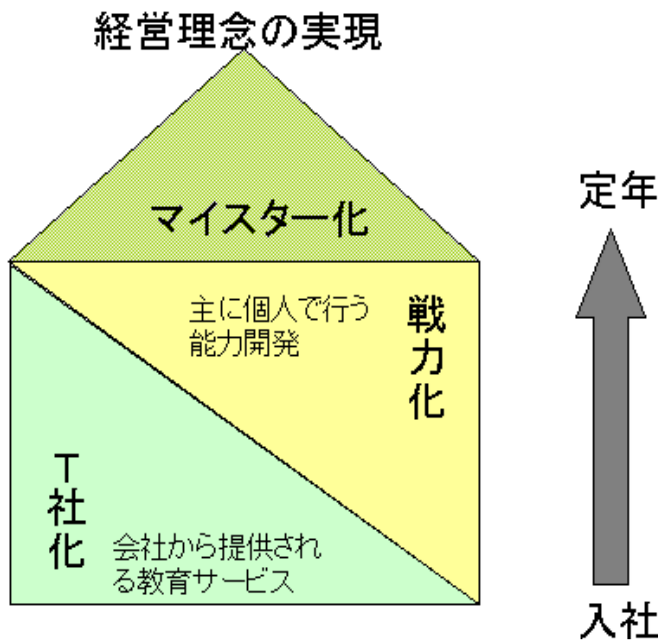 経営理念の実現
マイスター化
定年
主に個人で行う
能力開発
戦力化
T社化
会社から提供され
る教育サービス
入社